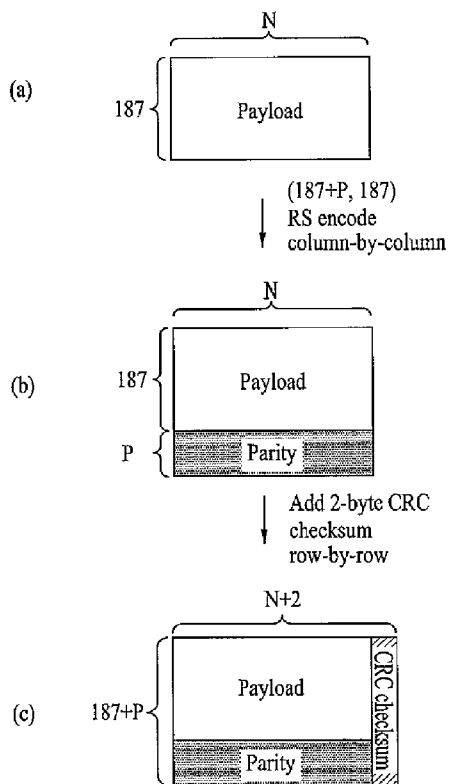 N
(a)
187
Payload
(187+P, 187)
RS encode
column-by-column
N
(b)
187
Payload
P
Parity
Add 2-byte CRC
checksum
row-by-row
N+2
(c)
187+P
Payload
CRC checksum
Parity